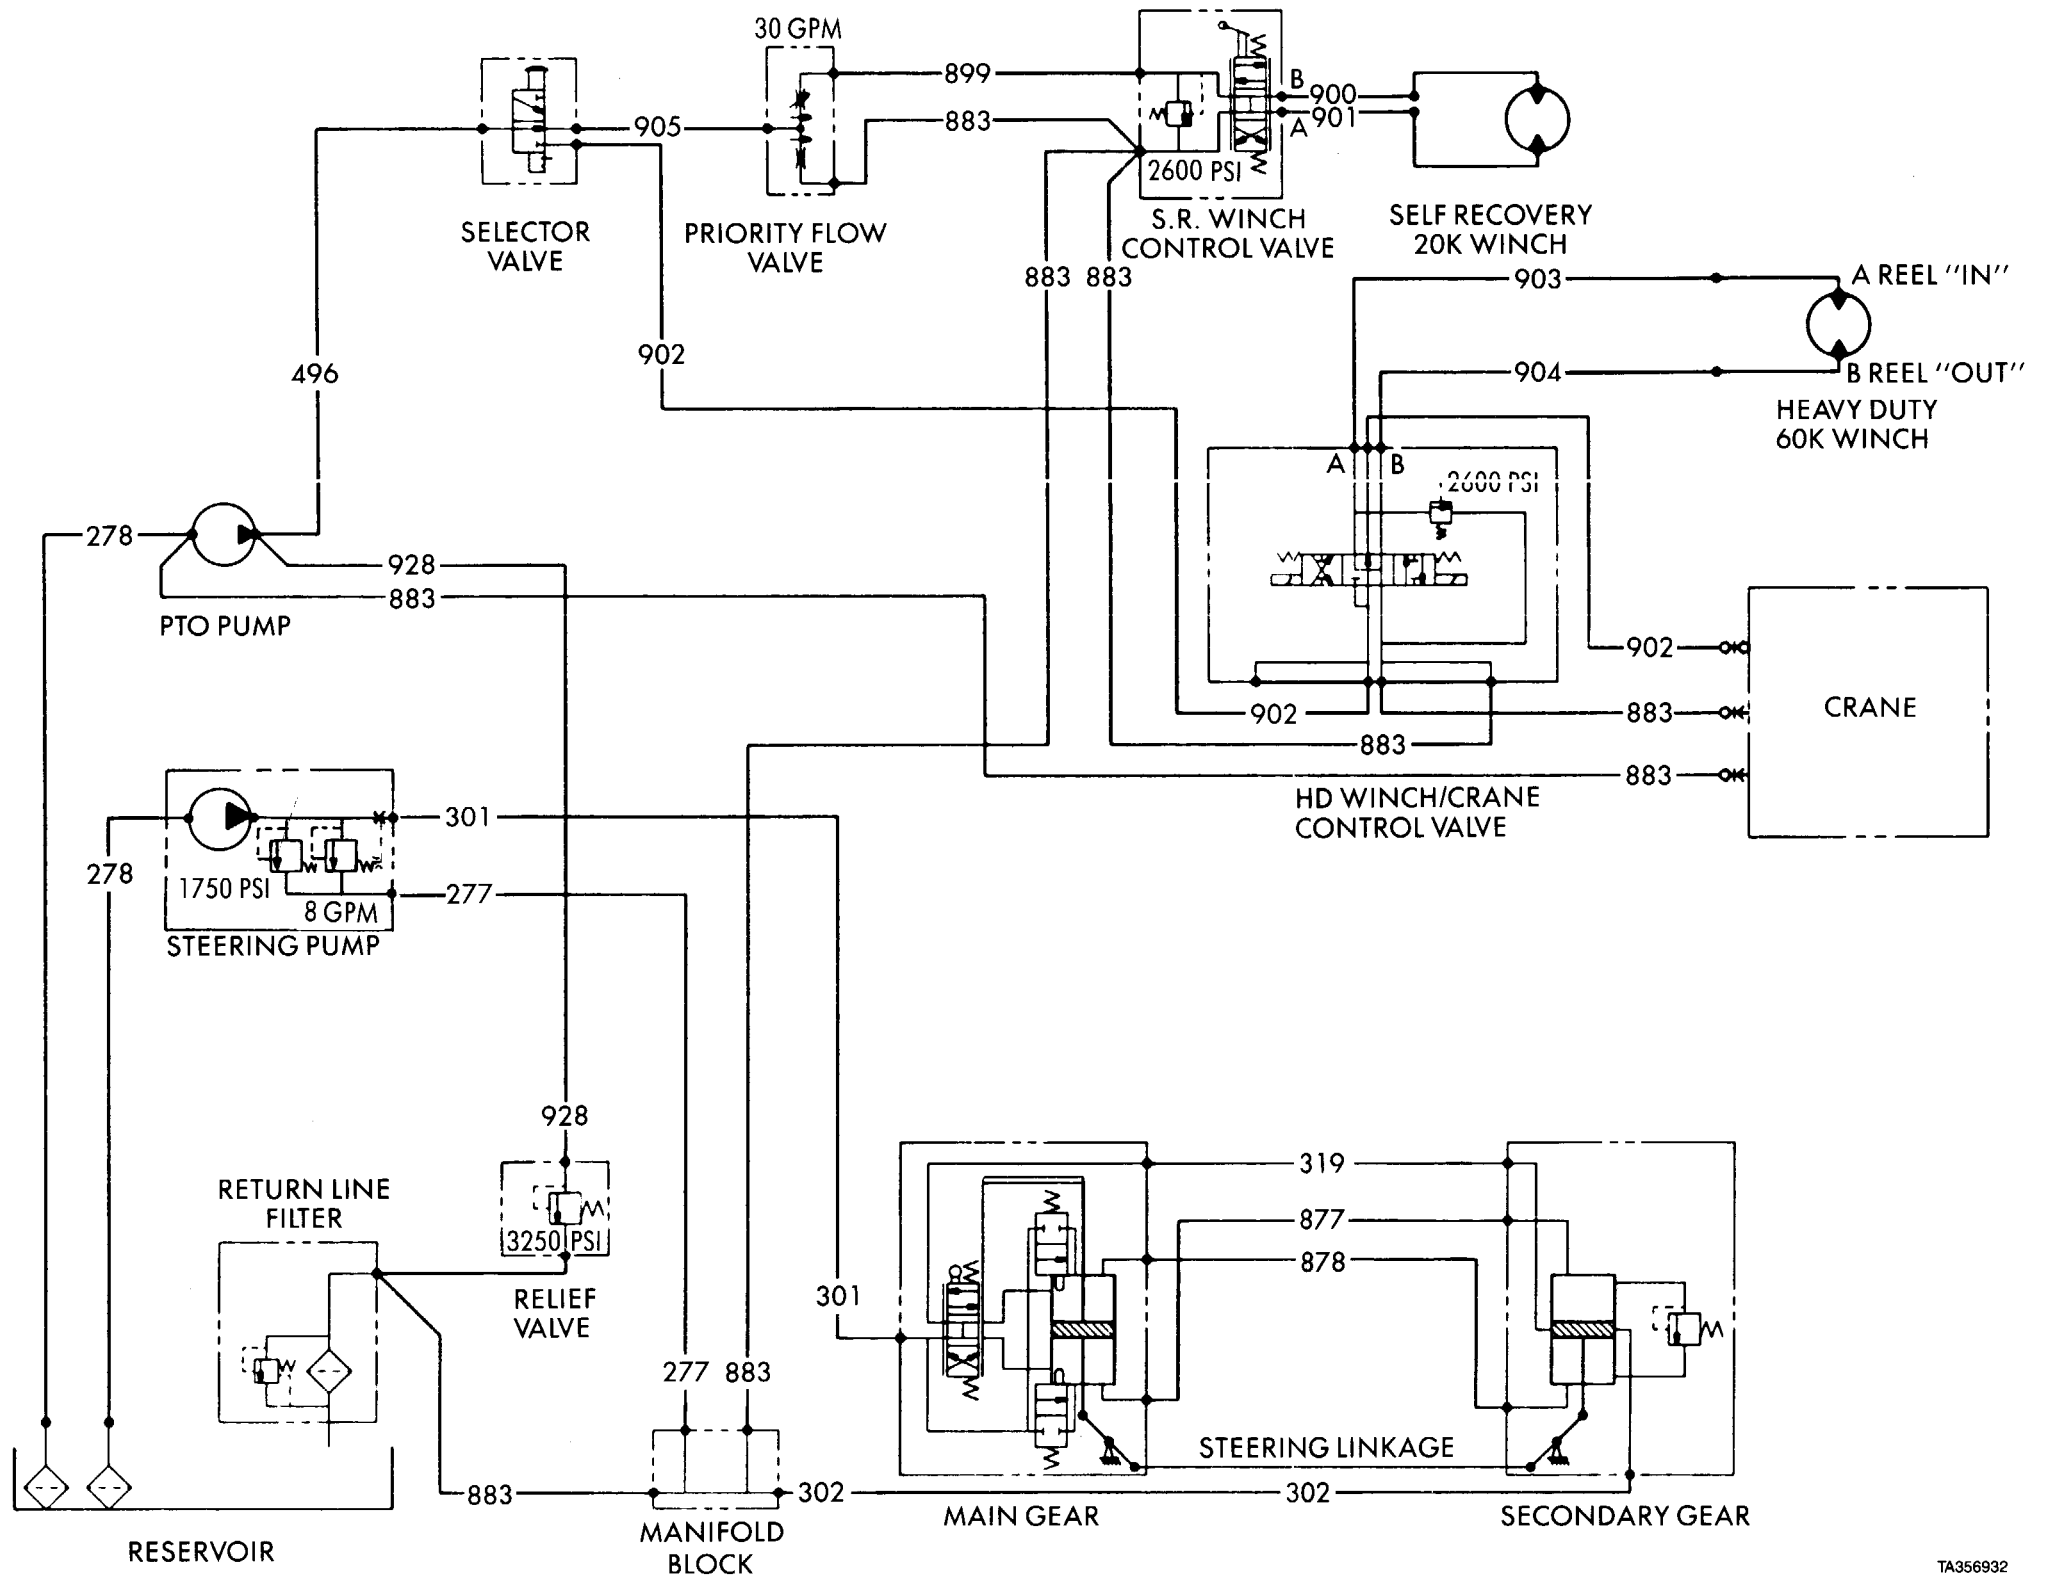 30 GPM
899
B
900
905
883
901
A
2600 PSI
SELECTOR
VALVE
PRIORITY FLOW
VALVE
S.R. WINCH
CONTROL VALVE
SELF RECOVERY
20K WINCH
883
883
903
A REEL "IN"
902
496
904
B REEL "OUT"
HEAVY DUTY
60K WINCH
A
B
2600 PSI
278
928
883
PTO PUMP
902
902
883
CRANE
883
883
HD WINCH/CRANE
CONTROL VALVE
301
278
1750 PSI
277
8 GPM
STEERING PUMP
928
RETURN LINE
FILTER
3250 PSI
RELIEF
VALVE
319
877
878
301
277
883
STEERING LINKAGE
883
302
302
MAIN GEAR
SECONDARY GEAR
MANIFOLD
BLOCK
RESERVOIR
TA356932